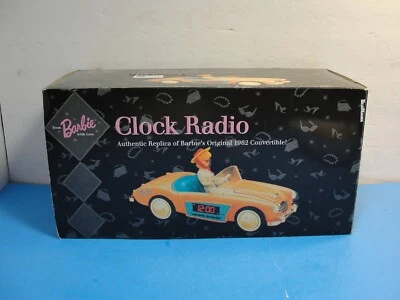 Barbie
Clock Radio
Authentic Replica of Barbie's Original 1962 Convertible!
12:00